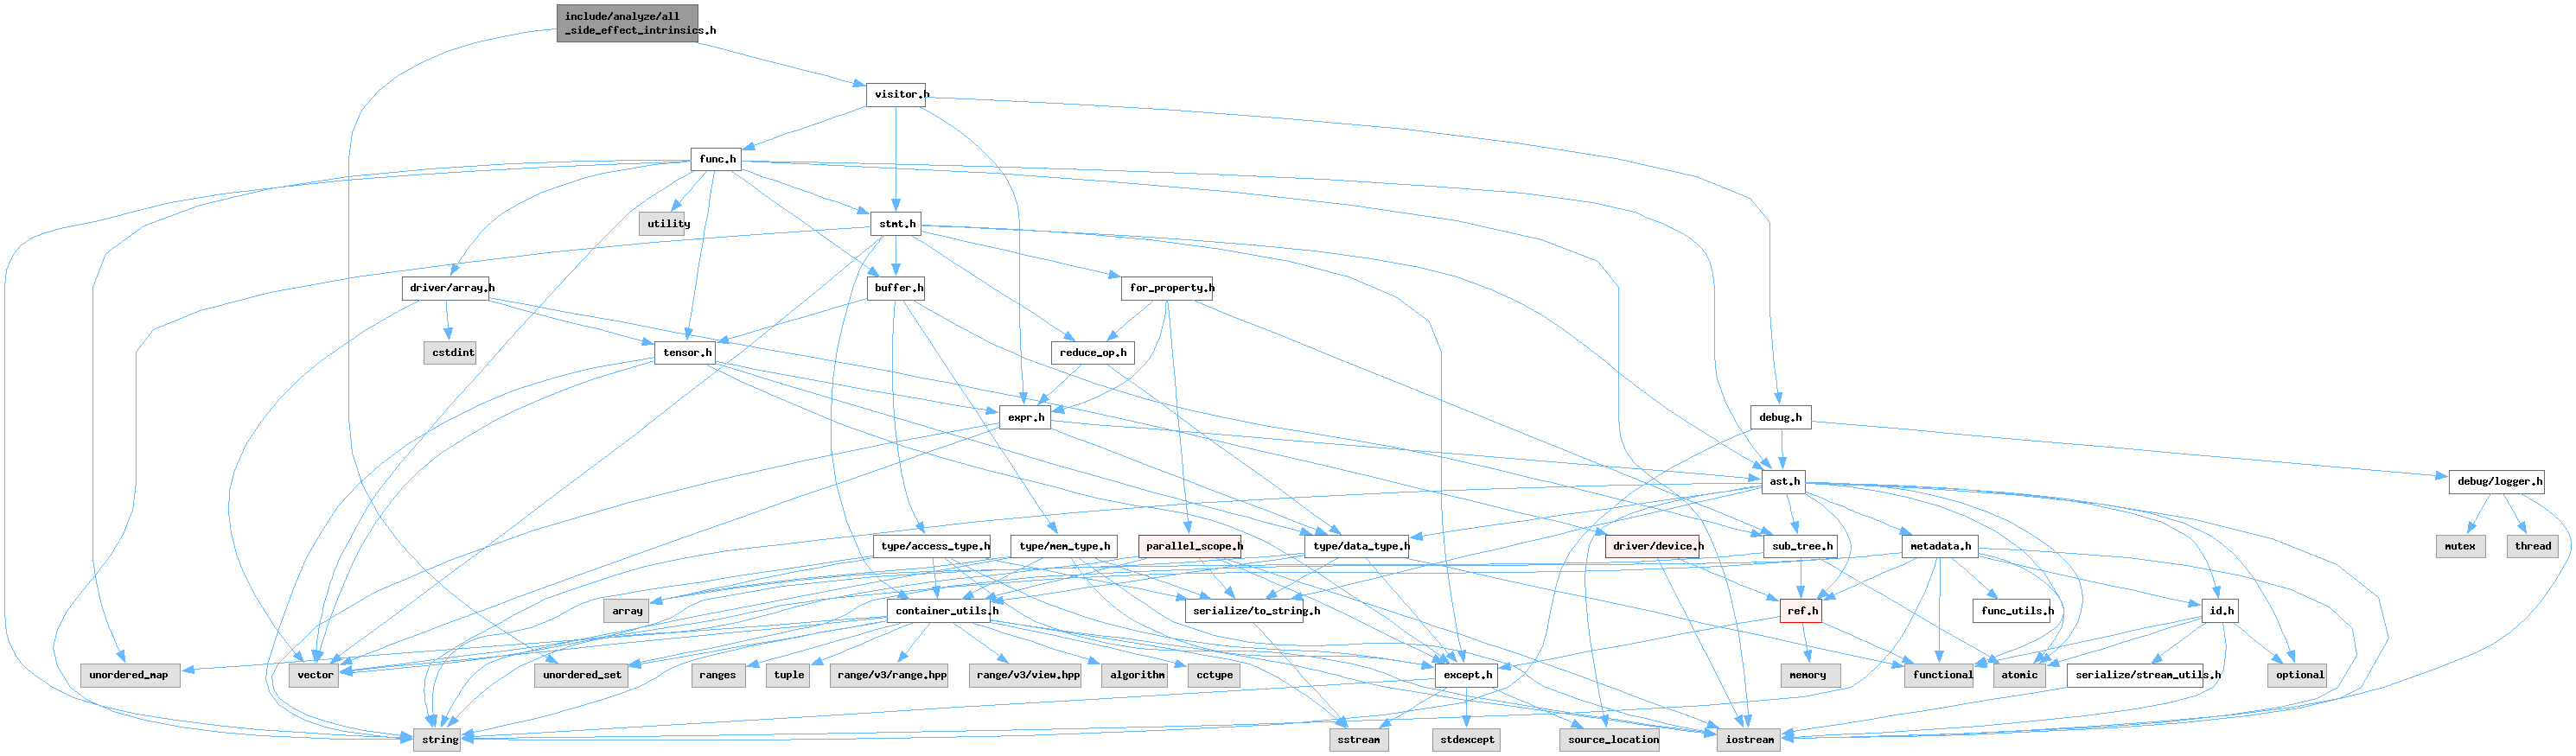 include/analyze/all
_side_effect_intrinsics.h
visitor.h
func.h
utility
stmt.h
driver/array.h
buffer.h
for_property.h
cstdint
tensor.h
reduce_op.h
expr.h
debug.h
ast.h
debug/logger.h
type/access_type.h
type/mem_type.h
parallel_scope.h
type/data_type.h
driver/device.h
sub_tree.h
metadata.h
mutex
thread
array
container_utils.h
serialize/to_string.h
ref.h
func_utils.h
id.h
unordered_map
vector
unordered_set
ranges
tuple
range/v3/range.hpp
range/v3/view.hpp
algorithm
cctype
except.h
memory
functional
atomic
serialize/stream_utils.h
optional
string
sstream
stdexcept
source_location
iostream